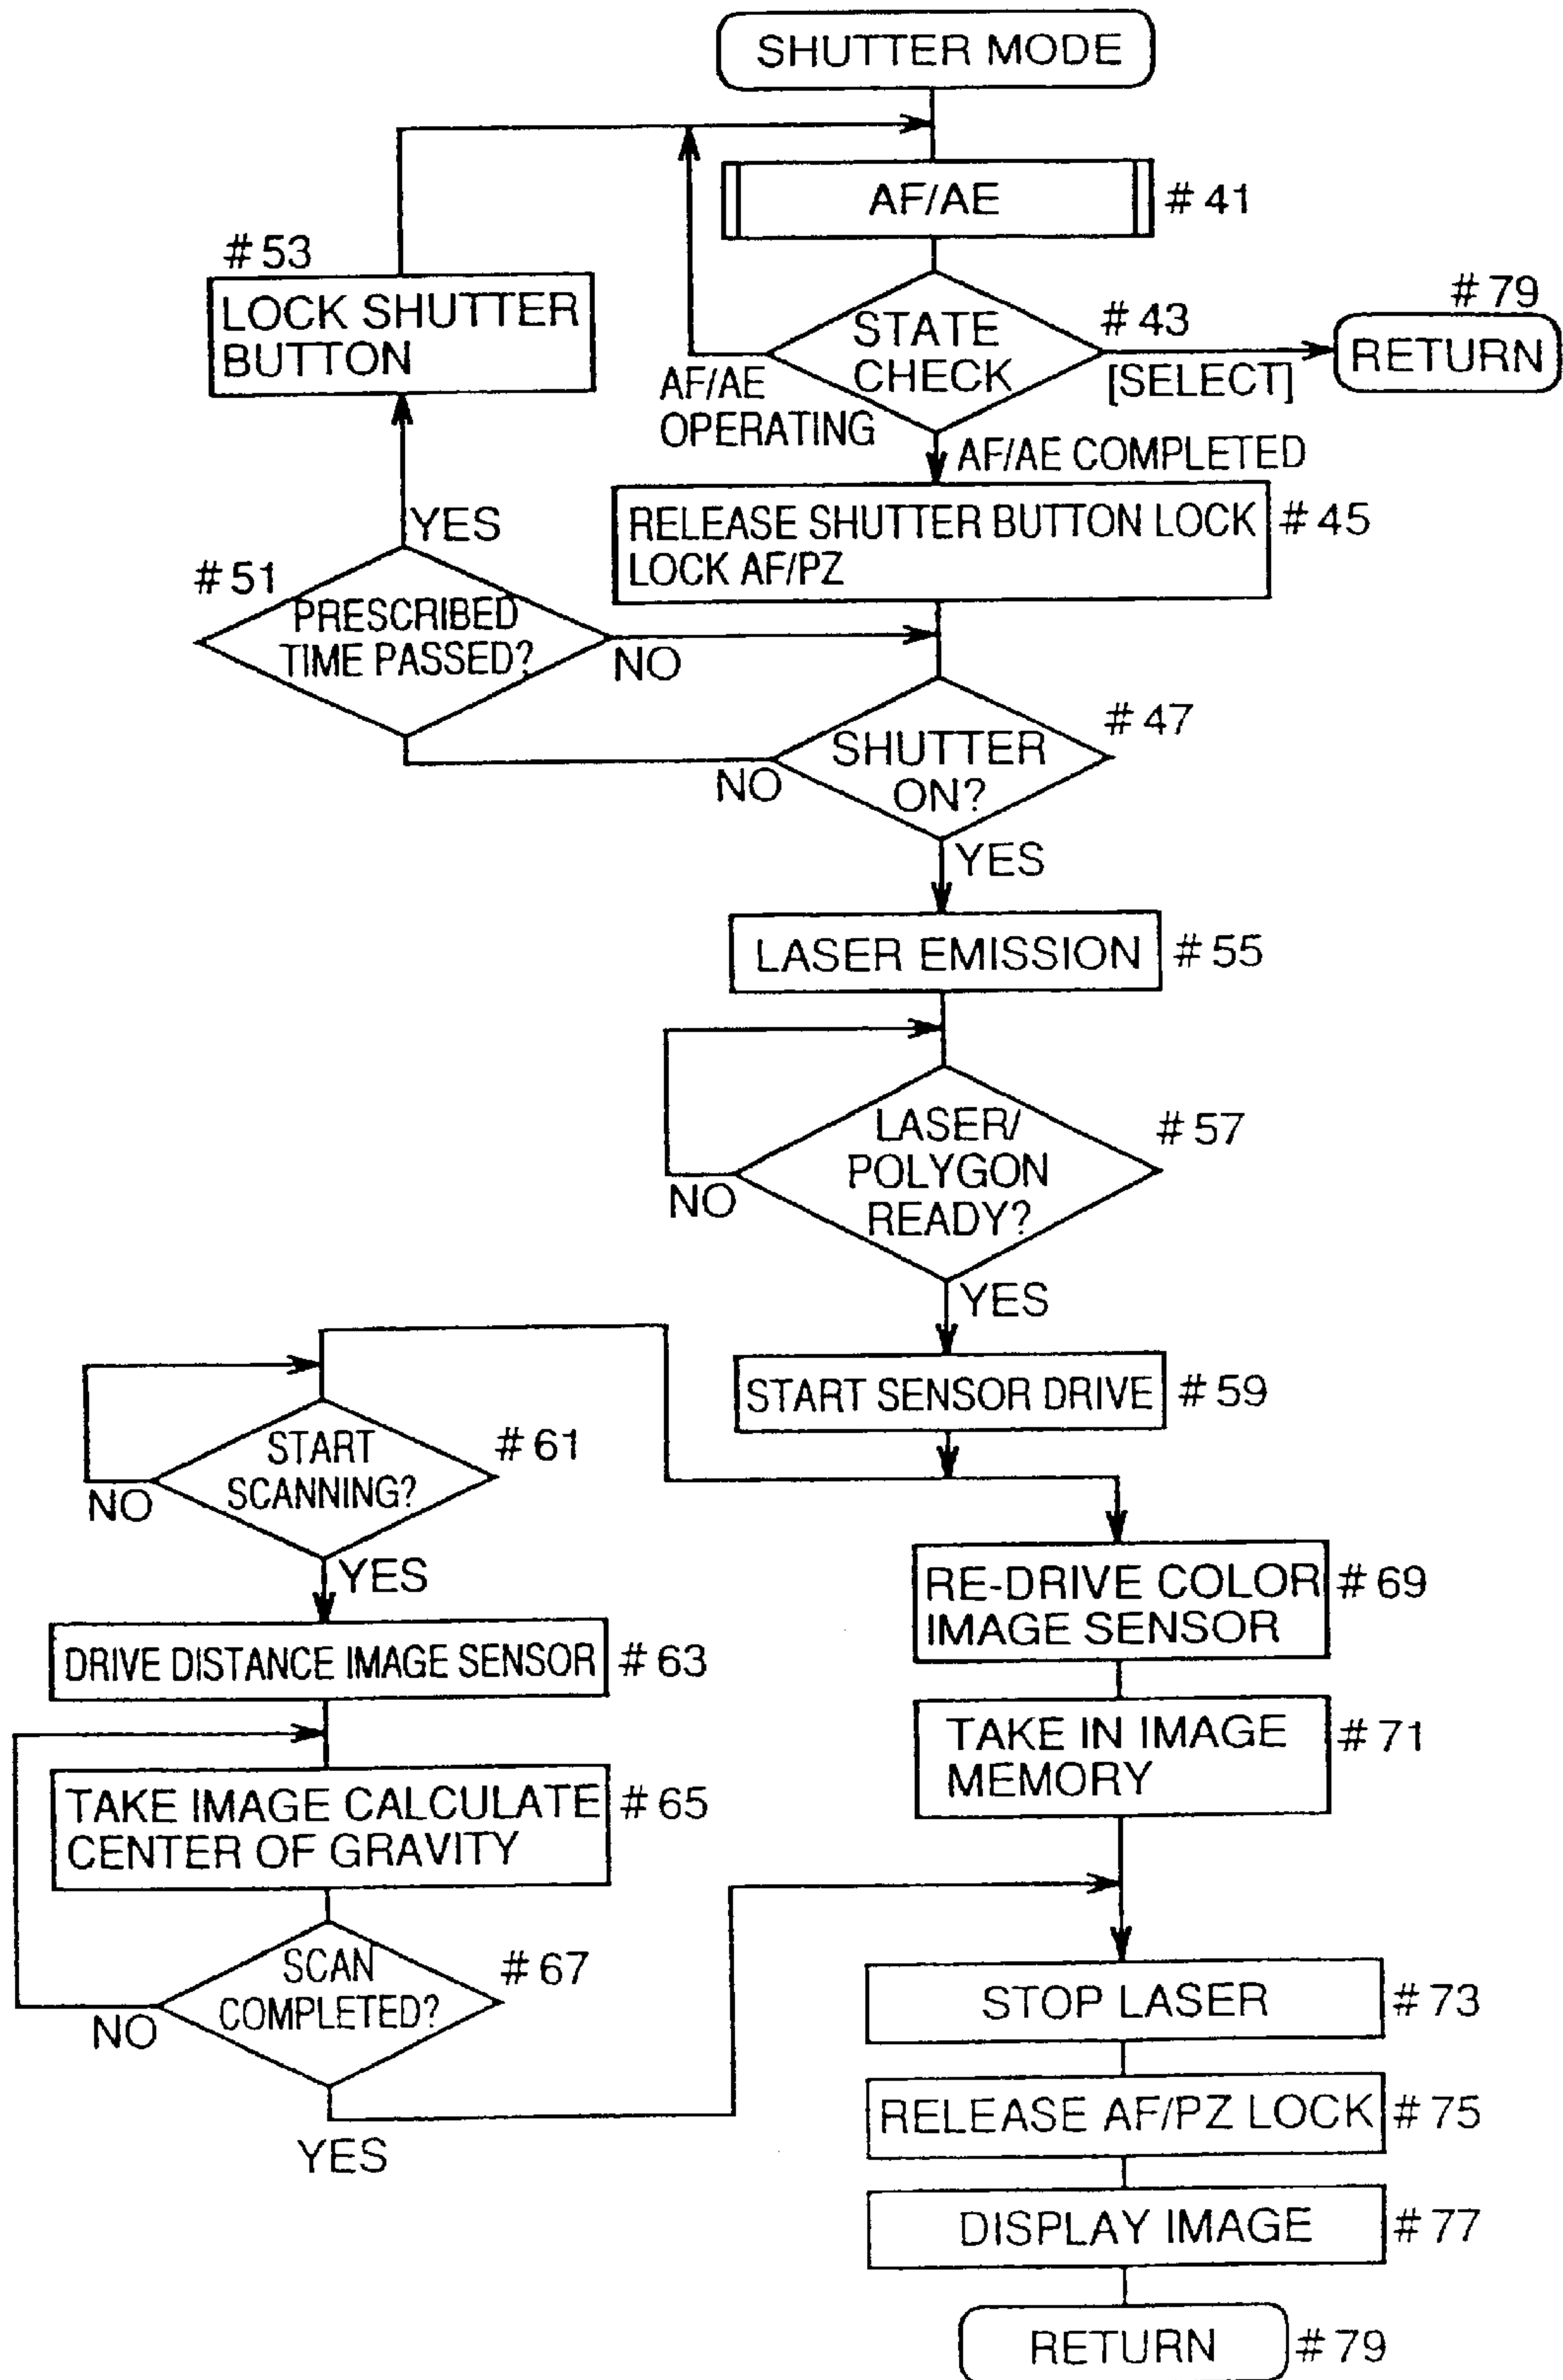 SHUTTER MODE
AF/AE
#41
#53
LOCK SHUTTER
BUTTON
STATE
CHECK
#43
[SELECT]
#79
RETURN
AF/AE
OPERATING
AF/AE COMPLETED
RELEASE SHUTTER BUTTON LOCK
LOCK AF/PZ
#45
YES
#51
PRESCRIBED
TIME PASSED?
NO
SHUTTER
ON?
#47
NO
YES
LASER EMISSION
#55
LASER/
POLYGON
READY?
#57
NO
YES
START SENSOR DRIVE
#59
START
SCANNING?
#61
NO
YES
DRIVE DISTANCE IMAGE SENSOR
#63
TAKE IMAGE CALCULATE
CENTER OF GRAVITY
#65
SCAN
COMPLETED?
#67
NO
YES
RE-DRIVE COLOR
IMAGE SENSOR
#69
TAKE IN IMAGE
MEMORY
#71
STOP LASER
#73
RELEASE AF/PZ LOCK
#75
DISPLAY IMAGE
#77
RETURN
#79